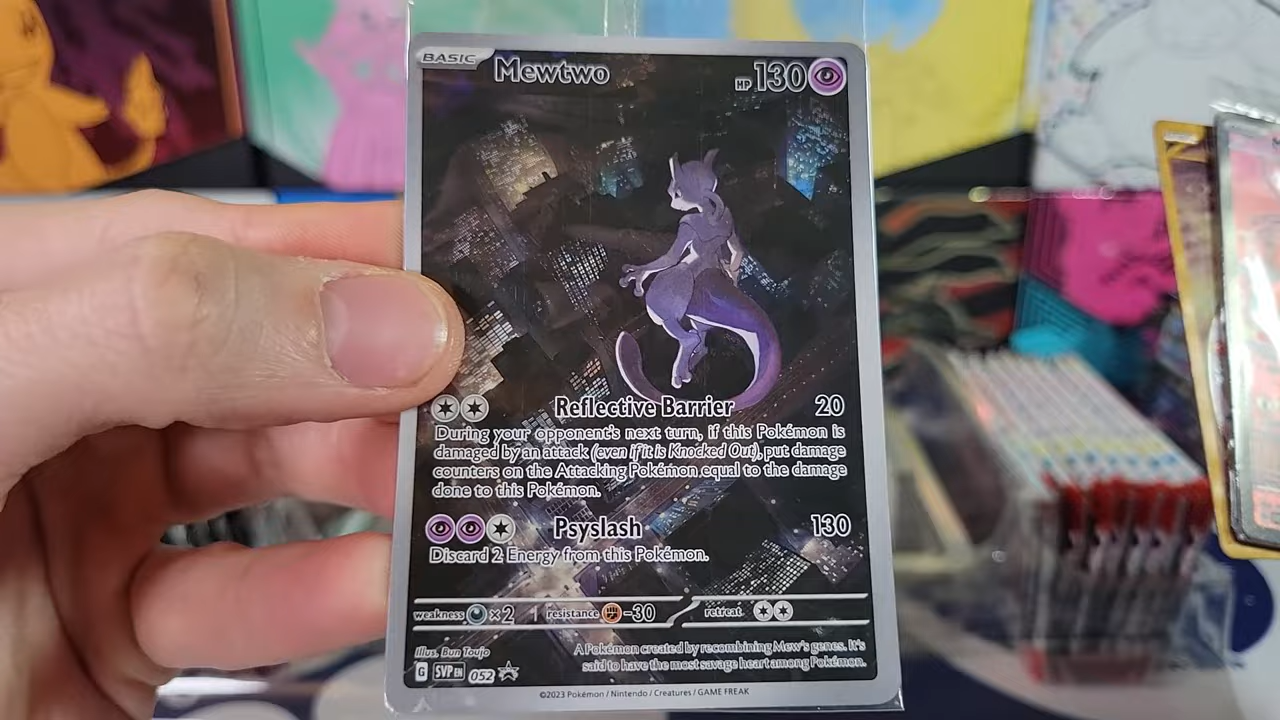 BASIC Mewtwo HP 130
Reflective Barrier 20
During your opponent's next turn, if this Pokémon is
damaged by an attack (even if it is Knocked Out), put damage
counters on the Attacking Pokémon equal to the damage
done to this Pokémon.
Psyslash 130
Discard 2 Energy from this Pokémon.
weakness ×2 resistance -30 retreat
Illus. Bun Toujo
A Pokémon created by recombining Mew's genes. It's
said to have the most savage heart among Pokémon.
G SVP EN 052
©2023 Pokémon / Nintendo / Creatures / GAME FREAK